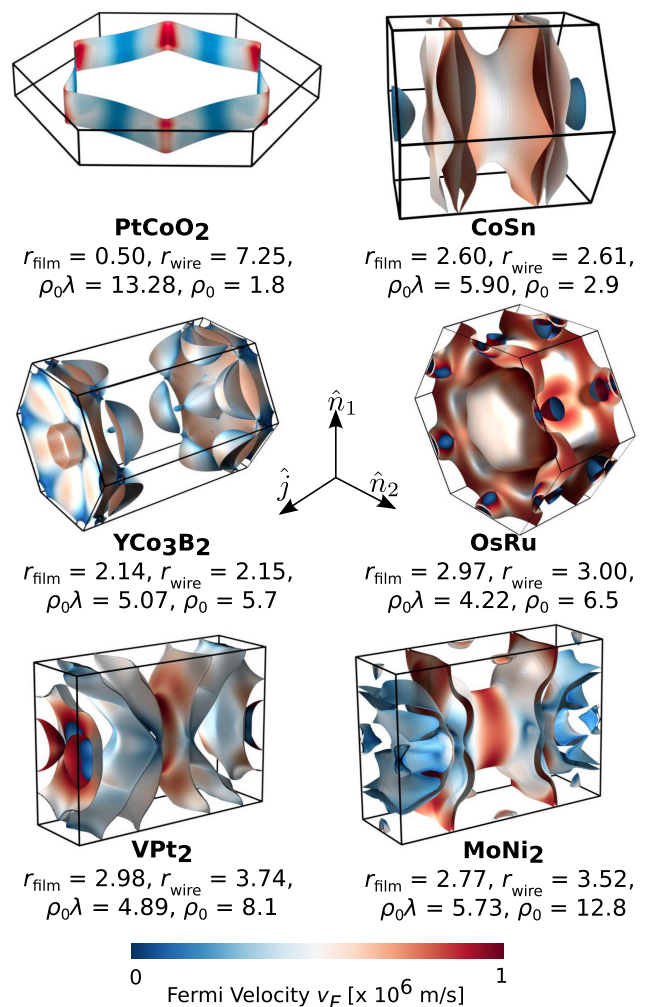 PtCoO2
r_film = 0.50, r_wire = 7.25,
ρ0λ = 13.28, ρ0 = 1.8
CoSn
r_film = 2.60, r_wire = 2.61,
ρ0λ = 5.90, ρ0 = 2.9
n̂1
ĵ
n̂2
YCo3B2
r_film = 2.14, r_wire = 2.15,
ρ0λ = 5.07, ρ0 = 5.7
OsRu
r_film = 2.97, r_wire = 3.00,
ρ0λ = 4.22, ρ0 = 6.5
VPt2
r_film = 2.98, r_wire = 3.74,
ρ0λ = 4.89, ρ0 = 8.1
MoNi2
r_film = 2.77, r_wire = 3.52,
ρ0λ = 5.73, ρ0 = 12.8
0
1
Fermi Velocity v_F [x 10^6 m/s]